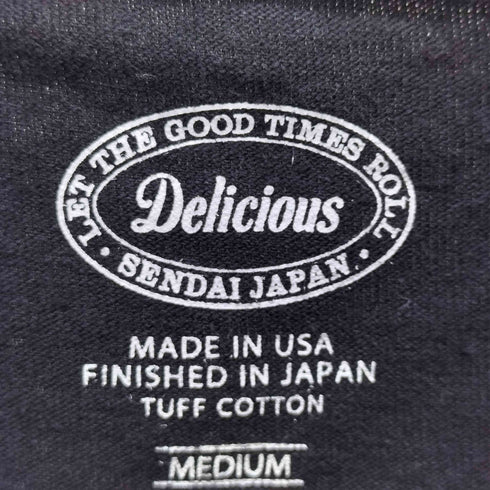 LET THE GOOD TIMES ROLL
Delicious
• SENDAI JAPAN •
MADE IN USA
FINISHED IN JAPAN
TUFF COTTON
MEDIUM